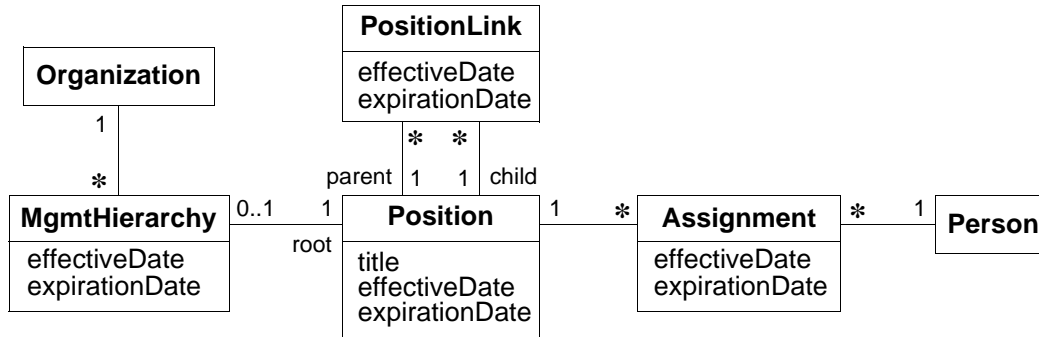 PositionLink
effectiveDate
expirationDate
Organization
1
*
* *
parent 1 1 child
MgmtHierarchy
effectiveDate
expirationDate
0..1 1
root
Position
title
effectiveDate
expirationDate
1 *
Assignment
effectiveDate
expirationDate
* 1
Person